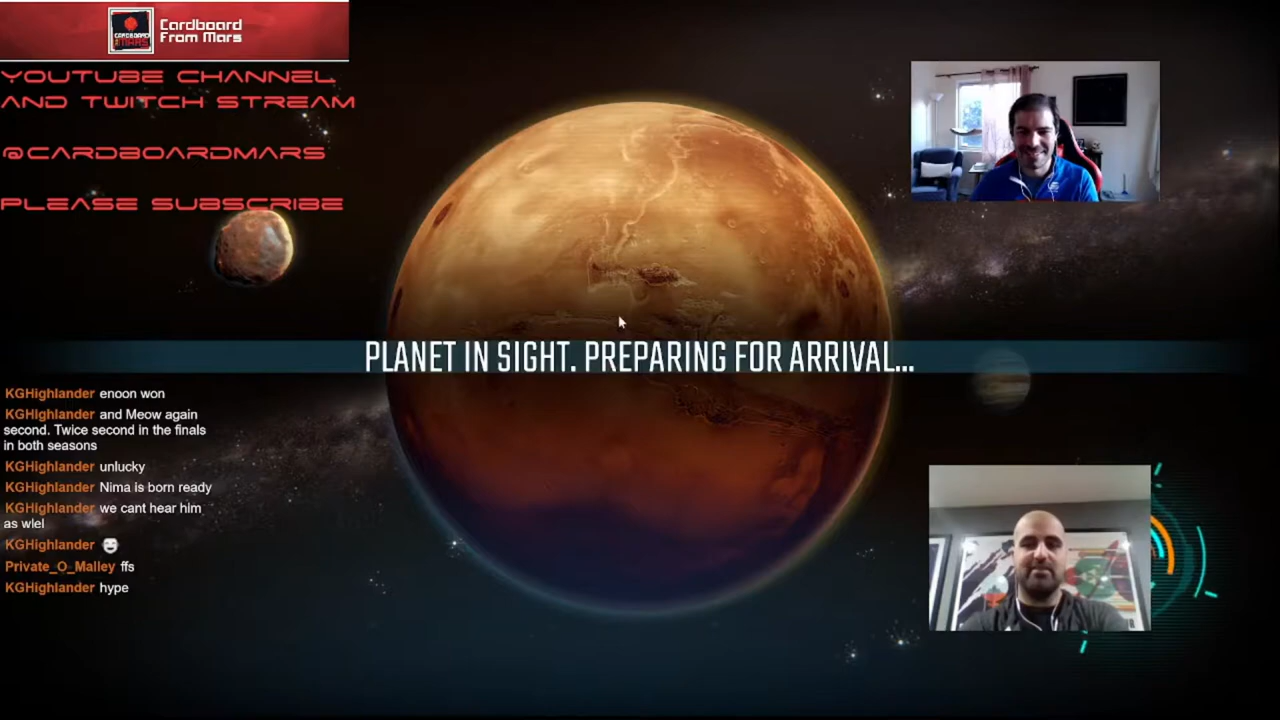 Cardboard
From Mars
YOUTUBE CHANNEL
AND TWITCH STREAM
@CARDBOARDMARS
PLEASE SUBSCRIBE
PLANET IN SIGHT. PREPARING FOR ARRIVAL...
KGHighlander enoon won
KGHighlander and Meow again
second. Twice second in the finals
in both seasons
KGHighlander unlucky
KGHighlander Nima is born ready
KGHighlander we cant hear him
as wlel
KGHighlander
Private_O_Malley ffs
KGHighlander hype